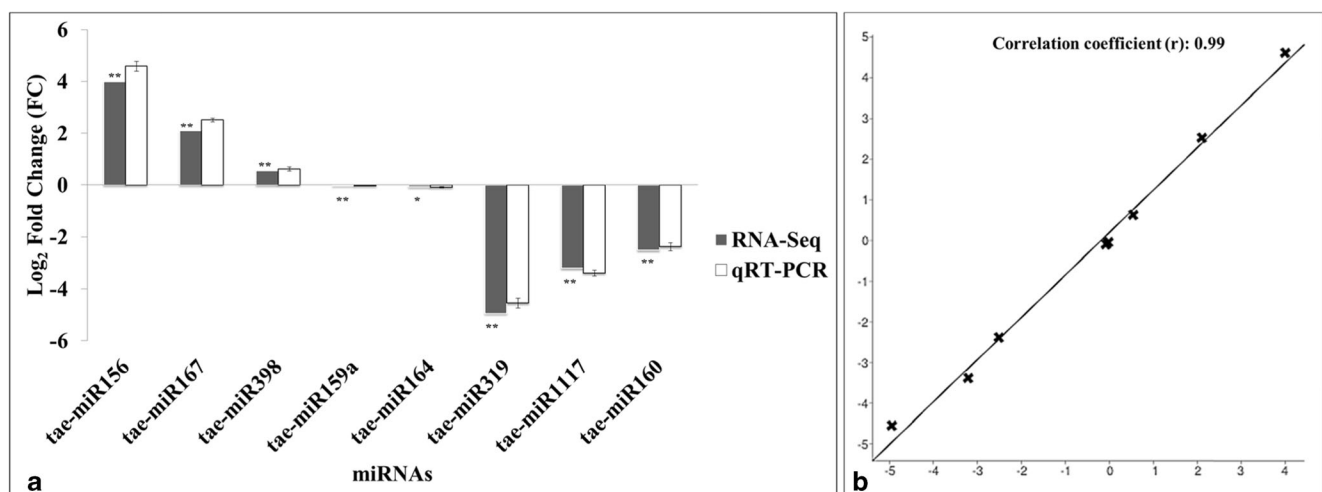 6
4
2
0
-2
-4
-6
Log2 Fold Change (FC)
**
**
**
**
*
**
**
**
RNA-Seq
qRT-PCR
tae-miR156
tae-miR167
tae-miR398
tae-miR159a
tae-miR164
tae-miR319
tae-miR1117
tae-miR160
miRNAs
a
Correlation coefficient (r): 0.99
5
4
3
2
1
0
-1
-2
-3
-4
-5
-5 -4 -3 -2 -1 0 1 2 3 4
b